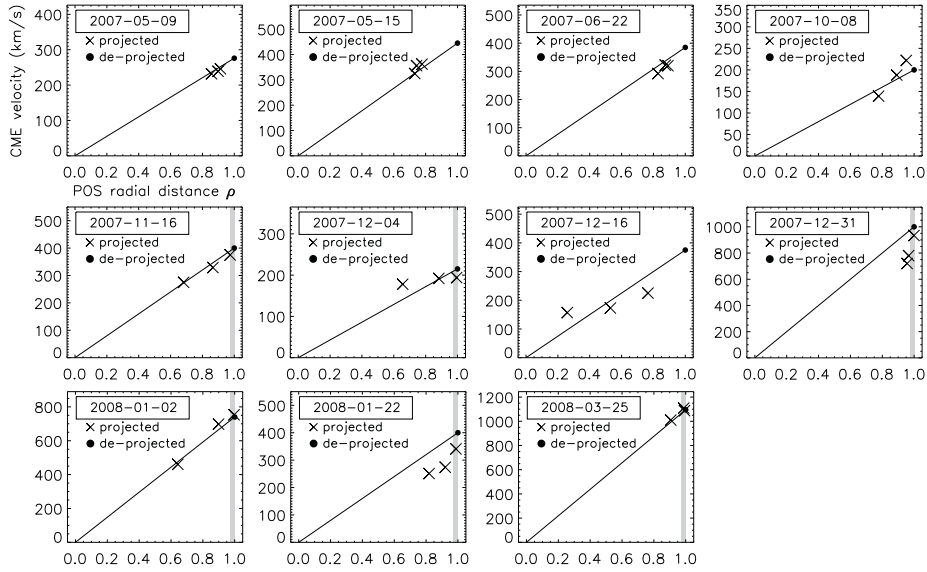 CME velocity (km/s)
2007-05-09
× projected
● de-projected
400
300
200
100
0
0.0 0.2 0.4 0.6 0.8 1.0
POS radial distance ρ
2007-05-15
× projected
● de-projected
600
500
400
300
200
100
0
0.0 0.2 0.4 0.6 0.8 1.0
2007-06-22
× projected
● de-projected
500
400
300
200
100
0
0.0 0.2 0.4 0.6 0.8 1.0
2007-10-08
× projected
● de-projected
350
300
250
200
150
100
50
0
0.0 0.2 0.4 0.6 0.8 1.0
2007-11-16
× projected
● de-projected
500
400
300
200
100
0
0.0 0.2 0.4 0.6 0.8 1.0
2007-12-04
× projected
● de-projected
300
200
100
0
0.0 0.2 0.4 0.6 0.8 1.0
2007-12-16
× projected
● de-projected
500
400
300
200
100
0
0.0 0.2 0.4 0.6 0.8 1.0
2007-12-31
× projected
● de-projected
1000
800
600
400
200
0
0.0 0.2 0.4 0.6 0.8 1.0
2008-01-02
× projected
● de-projected
800
600
400
200
0
0.0 0.2 0.4 0.6 0.8 1.0
2008-01-22
× projected
● de-projected
500
400
300
200
100
0
0.0 0.2 0.4 0.6 0.8 1.0
2008-03-25
× projected
● de-projected
1200
1000
800
600
400
200
0
0.0 0.2 0.4 0.6 0.8 1.0